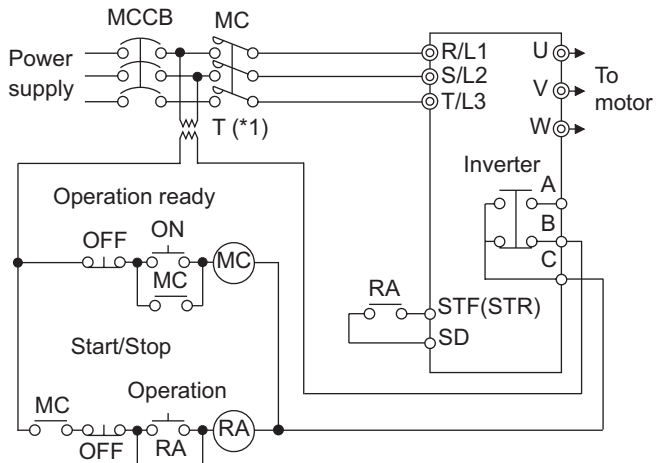 MCCB
MC
Power
supply
T (*1)
R/L1
S/L2
T/L3
U
V
W
To
motor
Inverter
A
B
C
Operation ready
OFF
ON
MC
MC
RA
STF(STR)
SD
Start/Stop
Operation
MC
OFF
RA
RA